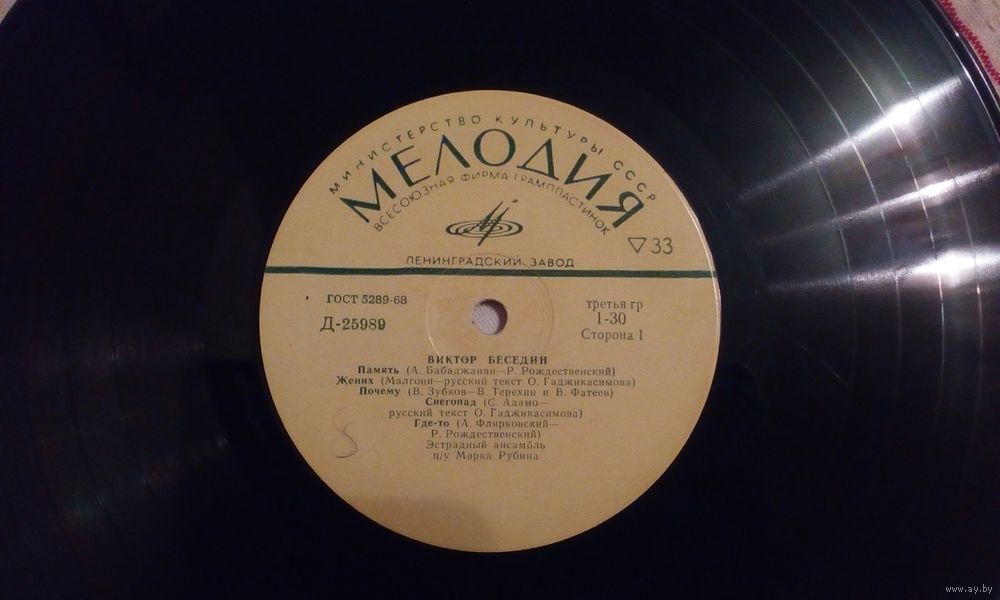 МИНИСТЕРСТВО КУЛЬТУРЫ СССР
МЕЛОДИЯ
ВСЕСОЮЗНАЯ ФИРМА ГРАМПЛАСТИНОК
33
ЛЕНИНГРАДСКИЙ ЗАВОД
ГОСТ 5289-68
Д-25989
третья гр
1-30
Сторона 1
ВИКТОР БЕСЕДИН
Память (А. Бабаджанян—Р. Рождественский)
Жених (Малгони—русский текст О. Гаджикасимова)
Почему (В. Зубков—В. Терехин и В. Фатеев)
Снегопад (С. Адамо—
русский текст О. Гаджикасимова)
Где-то (А. Флярковский—
Р. Рождественский)
Эстрадный ансамбль
п/у Марка Рубина
www.ay.by